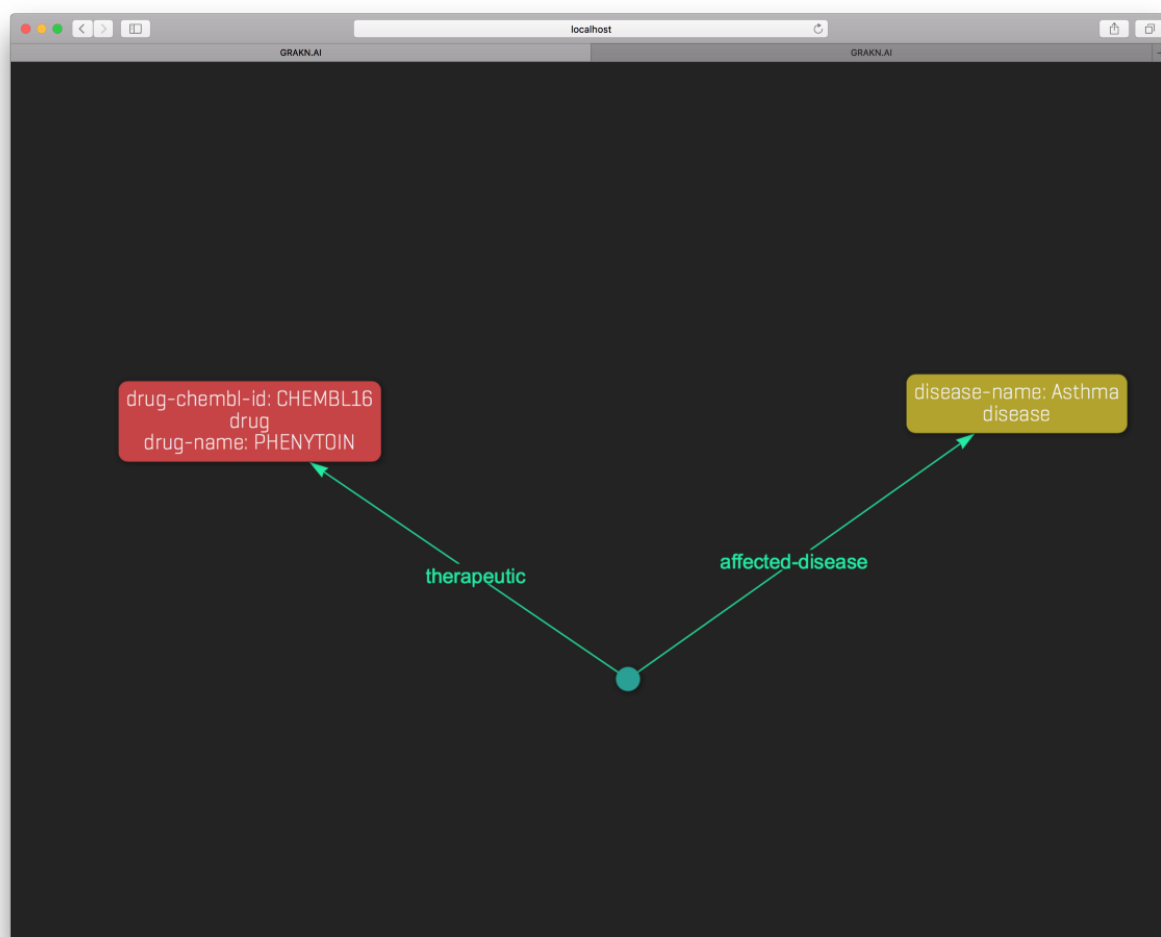 localhost
GRAKN.AI
GRAKN.AI
drug-chembl-id: CHEMBL16
drug
drug-name: PHENYTOIN
disease-name: Asthma
disease
therapeutic
affected-disease